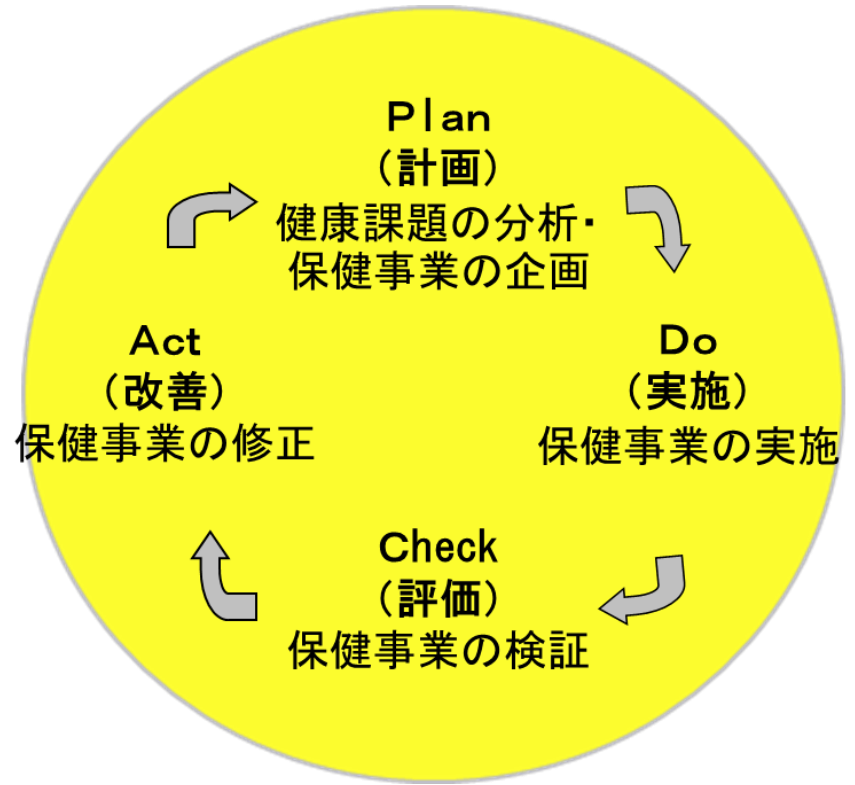 Plan
（計画）
健康課題の分析・
保健事業の企画
Do
（実施）
保健事業の実施
Check
（評価）
保健事業の検証
Act
（改善）
保健事業の修正